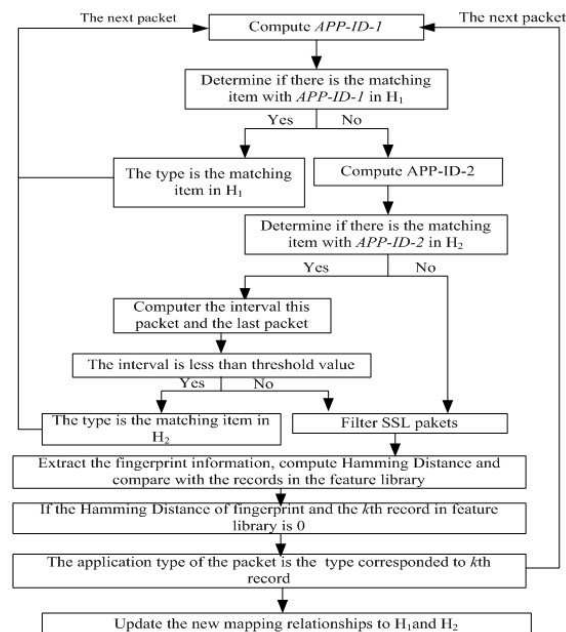 The next packet
The next packet
Compute APP-ID-1
Determine if there is the matching
item with APP-ID-1 in H1
Yes
No
The type is the matching
item in H1
Compute APP-ID-2
Determine if there is the matching
item with APP-ID-2 in H2
Yes
No
Computer the interval this
packet and the last packet
The interval is less than threshold value
Yes
No
The type is the matching item in
H2
Filter SSL pakets
Extract the fingerprint information, compute Hamming Distance and
compare with the records in the feature library
If the Hamming Distance of fingerprint and the kth record in feature
library is 0
The application type of the packet is the type corresponded to kth
record
Update the new mapping relationships to H1and H2